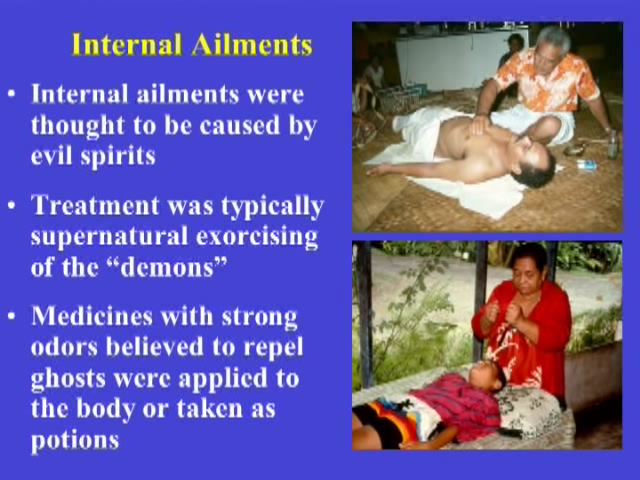 Internal Ailments
• Internal ailments were
thought to be caused by
evil spirits
• Treatment was typically
supernatural exorcising
of the “demons”
• Medicines with strong
odors believed to repel
ghosts were applied to
the body or taken as
potions